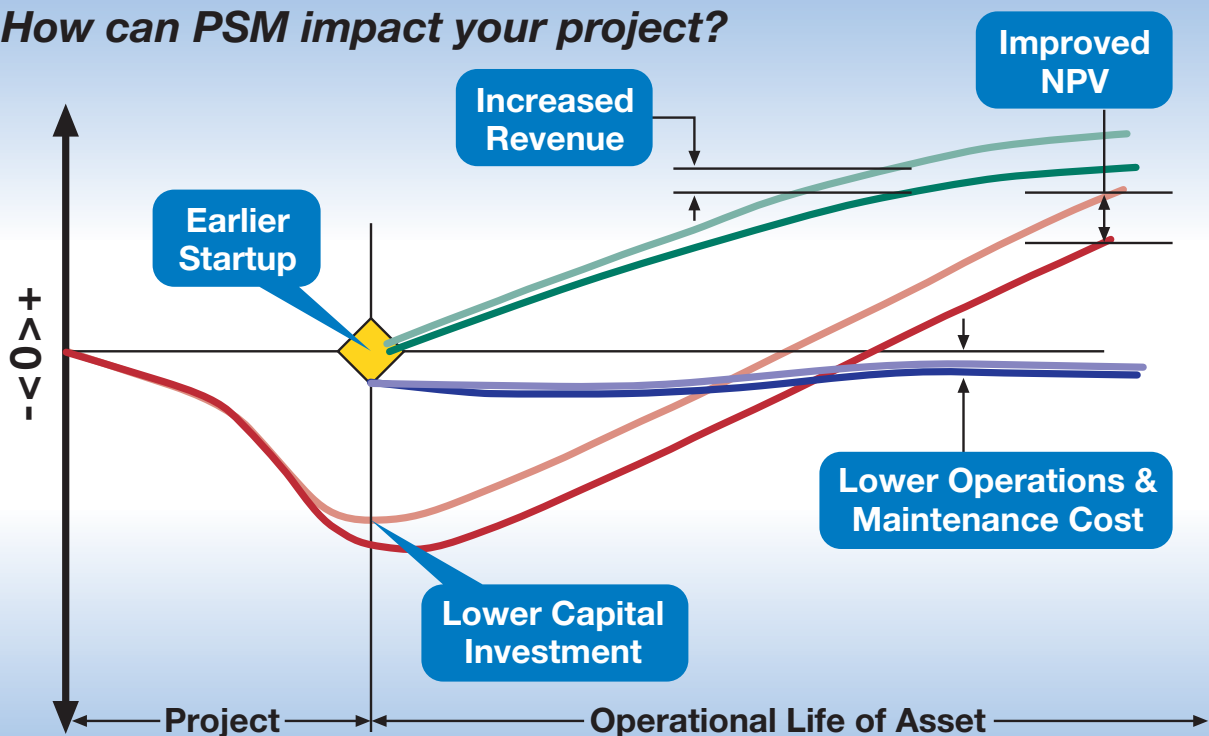 How can PSM impact your project?
Improved
NPV
Increased
Revenue
Earlier
Startup
-<0>+
Lower Operations &
Maintenance Cost
Lower Capital
Investment
Project
Operational Life of Asset